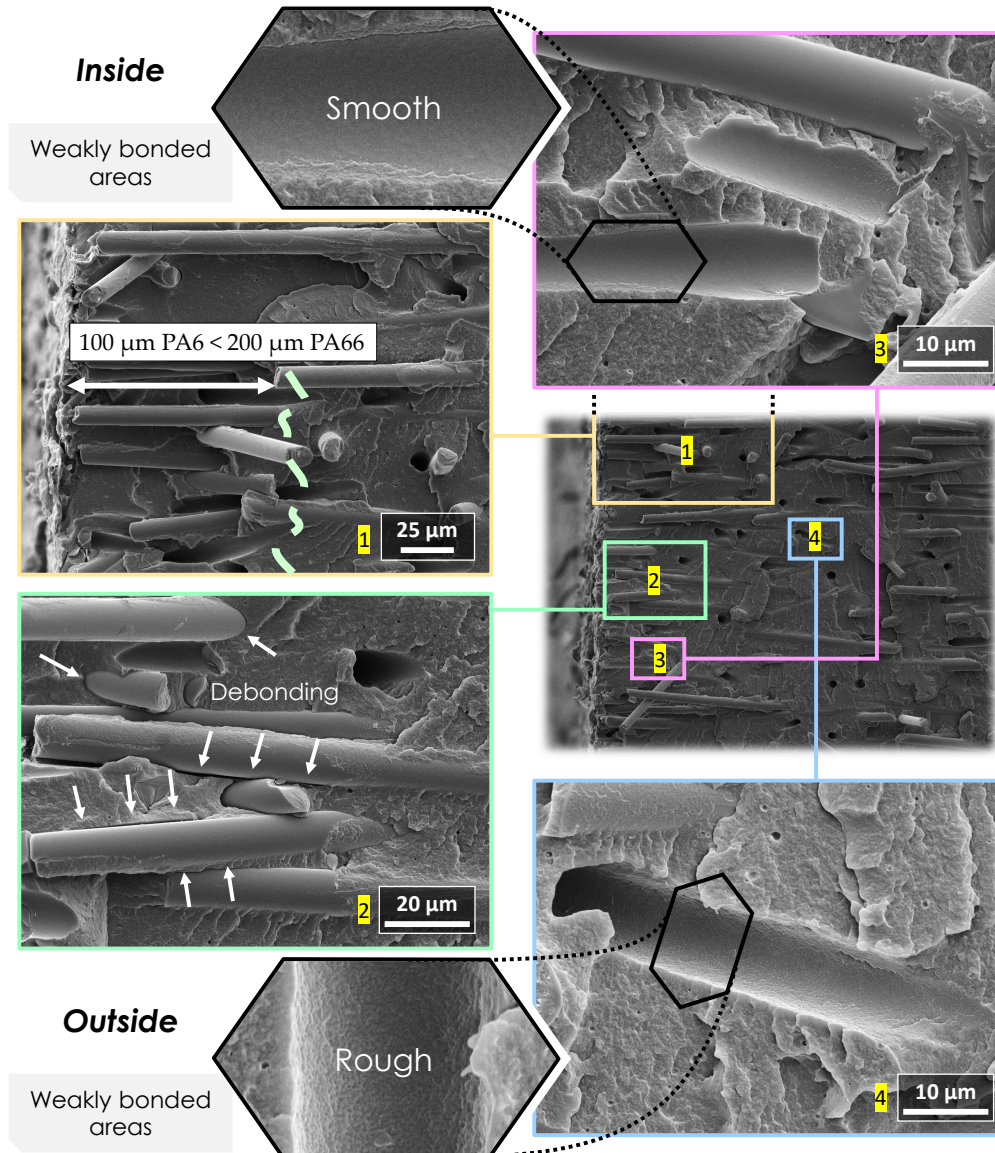 Inside
Smooth
Weakly bonded
areas
3
10 μm
100 μm PA6 < 200 μm PA66
1
25 μm
1
4
2
3
Debonding
2
20 μm
Outside
Rough
Weakly bonded
areas
4
10 μm